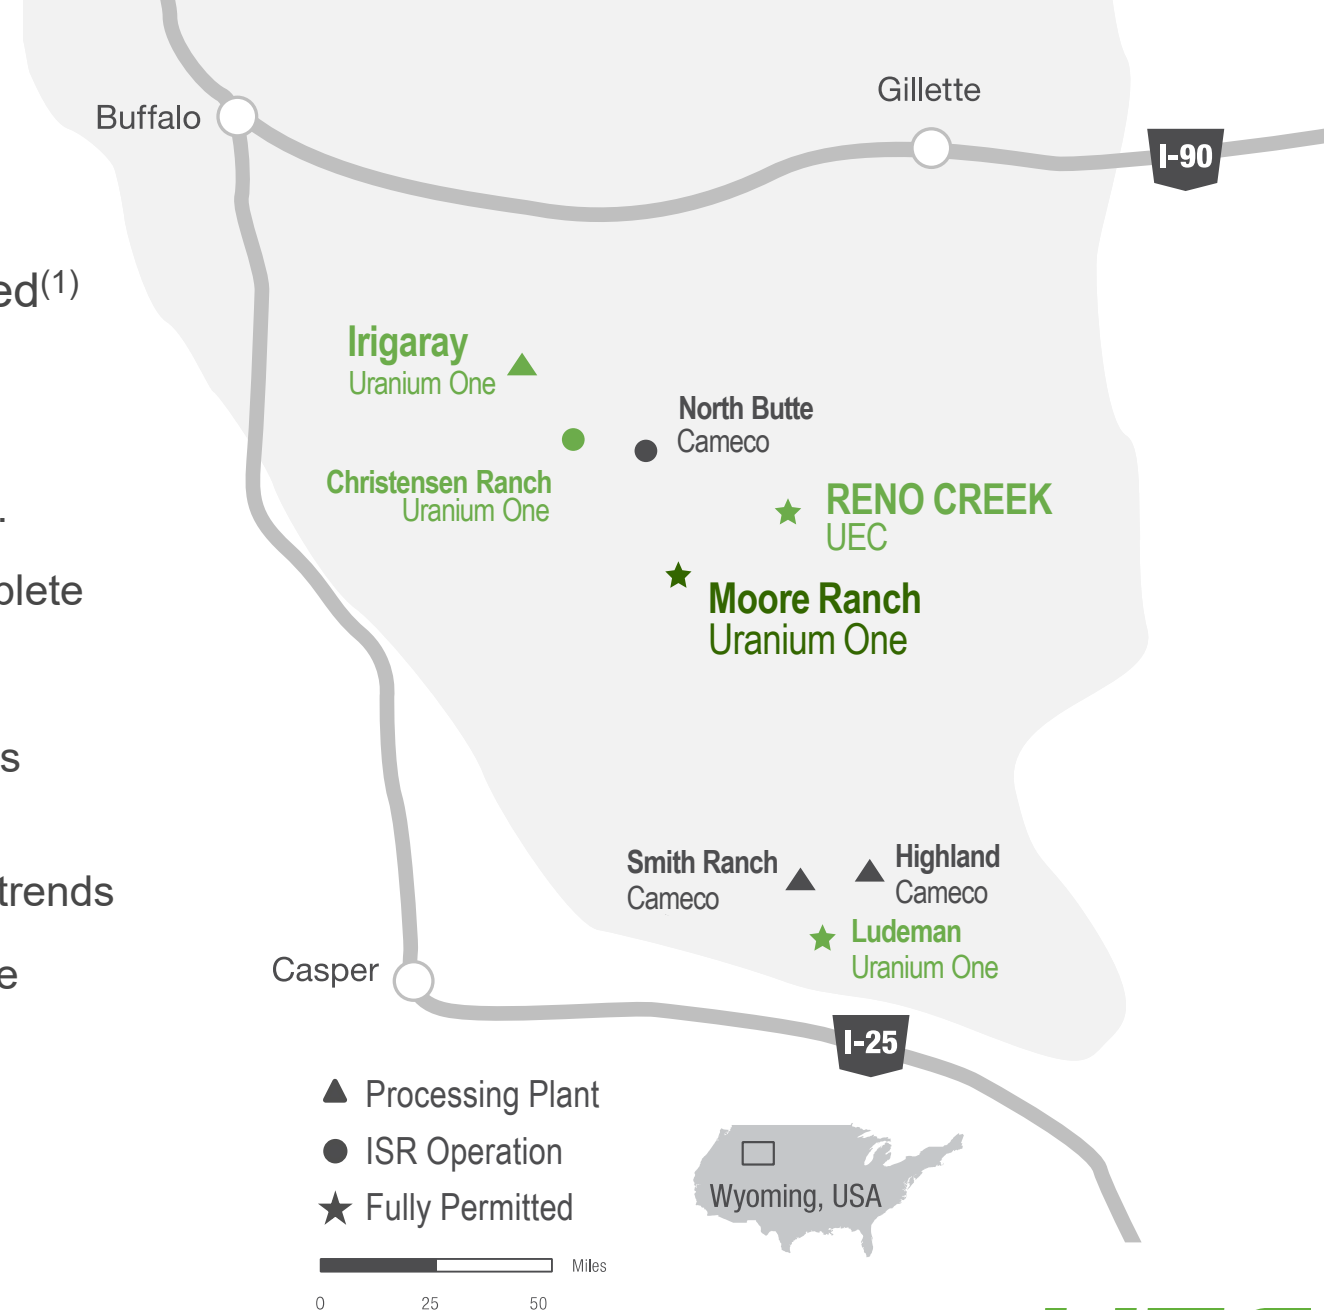 Gillette
Buffalo
I-90
ed(1)
Irigaray
Uranium One
North Butte
Cameco
Christensen Ranch
Uranium One
RENO CREEK
UEC
plete
Moore Ranch
Uranium One
s
Smith Ranch
Cameco
Highland
Cameco
trends
Ludeman
Uranium One
e
Casper
I-25
Processing Plant
ISR Operation
Fully Permitted
Wyoming, USA
Miles
0 25 50